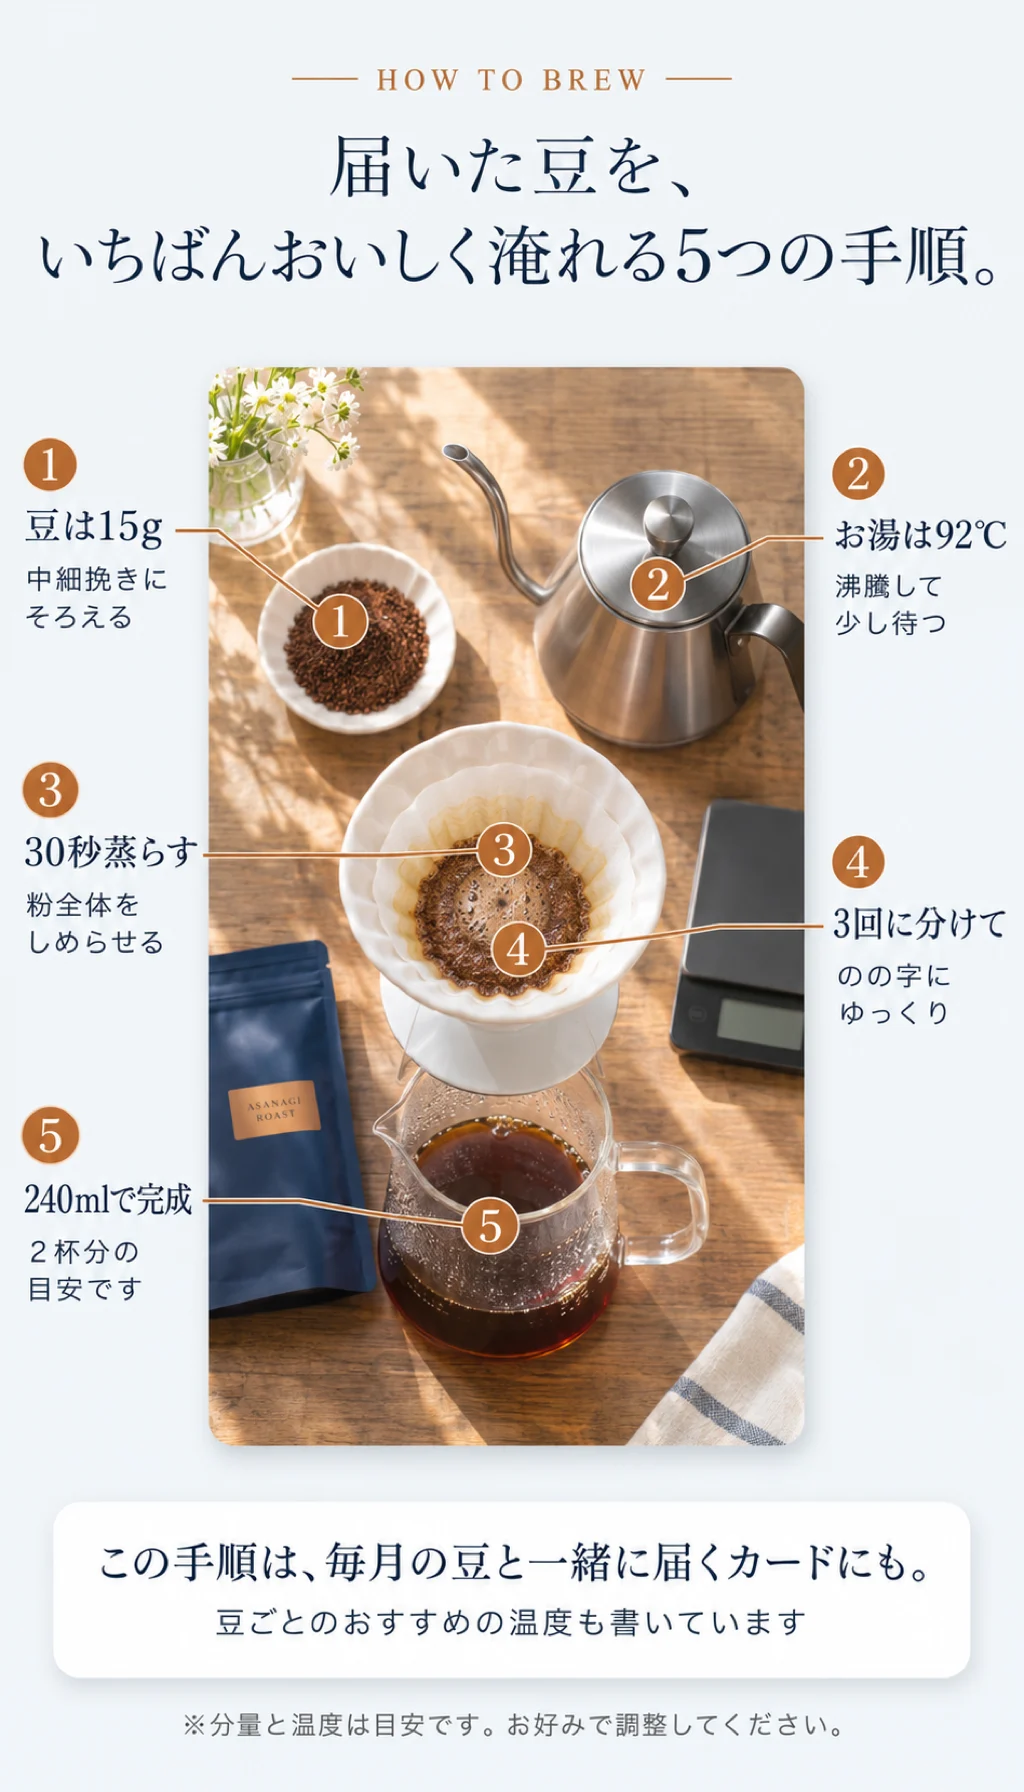 HOW TO BREW
届いた豆を、
いちばんおいしく淹れる5つの手順。
1
豆は15g
中細挽きに
そろえる
2
お湯は92℃
沸騰して
少し待つ
1
2
3
30秒蒸らす
粉全体を
しめらせる
3
4
3回に分けて
のの字に
ゆっくり
4
ASANAGI
ROAST
5
240mlで完成
2杯分の
目安です
5
この手順は、毎月の豆と一緒に届くカードにも。
豆ごとのおすすめの温度も書いています
※分量と温度は目安です。お好みで調整してください。